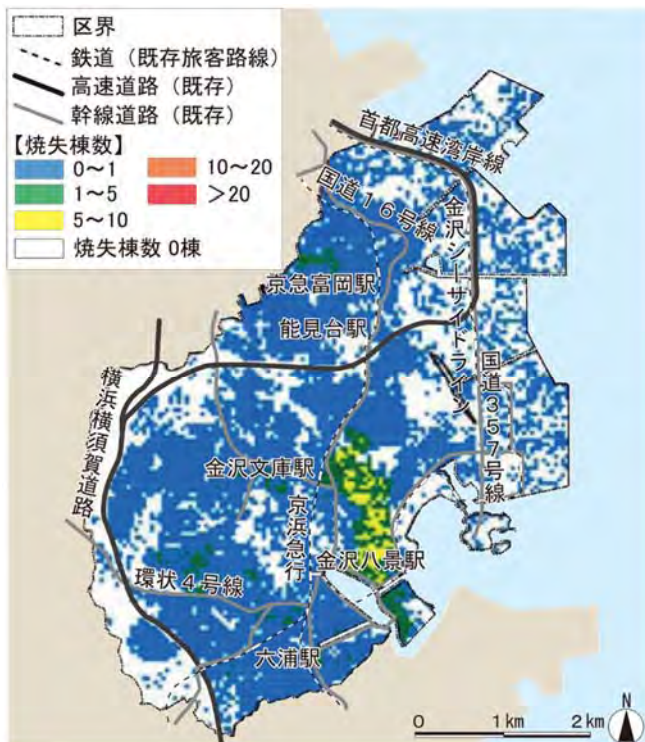 区界
鉄道（既存旅客路線）
高速道路（既存）
幹線道路（既存）
【焼失棟数】
0～1
10～20
1～5
＞20
5～10
焼失棟数 0棟
首都高速湾岸線
国道１６号線
金沢シーサイドライン
京急富岡駅
能見台駅
国道３５７号線
横浜横須賀道路
金沢文庫駅
京浜急行
金沢八景駅
環状４号線
六浦駅
0
1km
2km
N